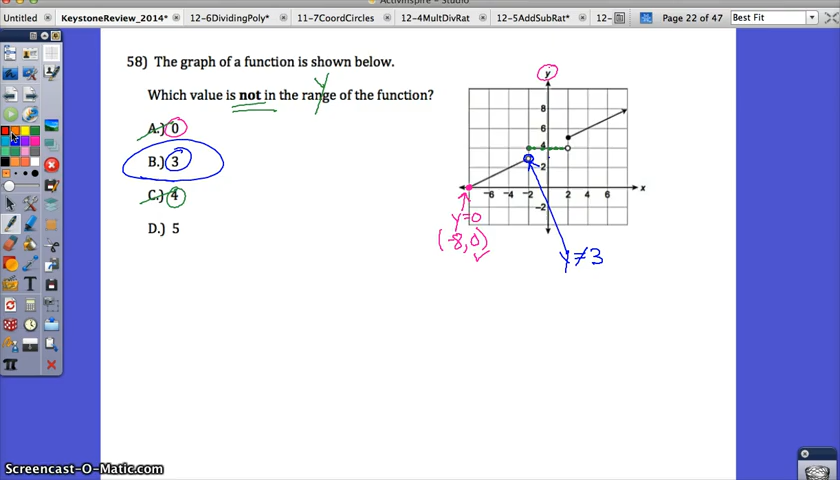 ActivInspire
Untitled
KeystoneReview_2014*
12-6DividingPoly*
11-7CoordCircles
12-4MultDivRat
12-5AddSubRat*
12-
Page 22 of 47
Best Fit
58) The graph of a function is shown below.
Which value is not in the range of the function?
y
A.) 0
B.) 3
C.) 4
D.) 5
y
8
6
4
2
-6 -4 -2 2 4 6 x
-2
y=0
(-8,0)
y≠3
Screencast-O-Matic.com